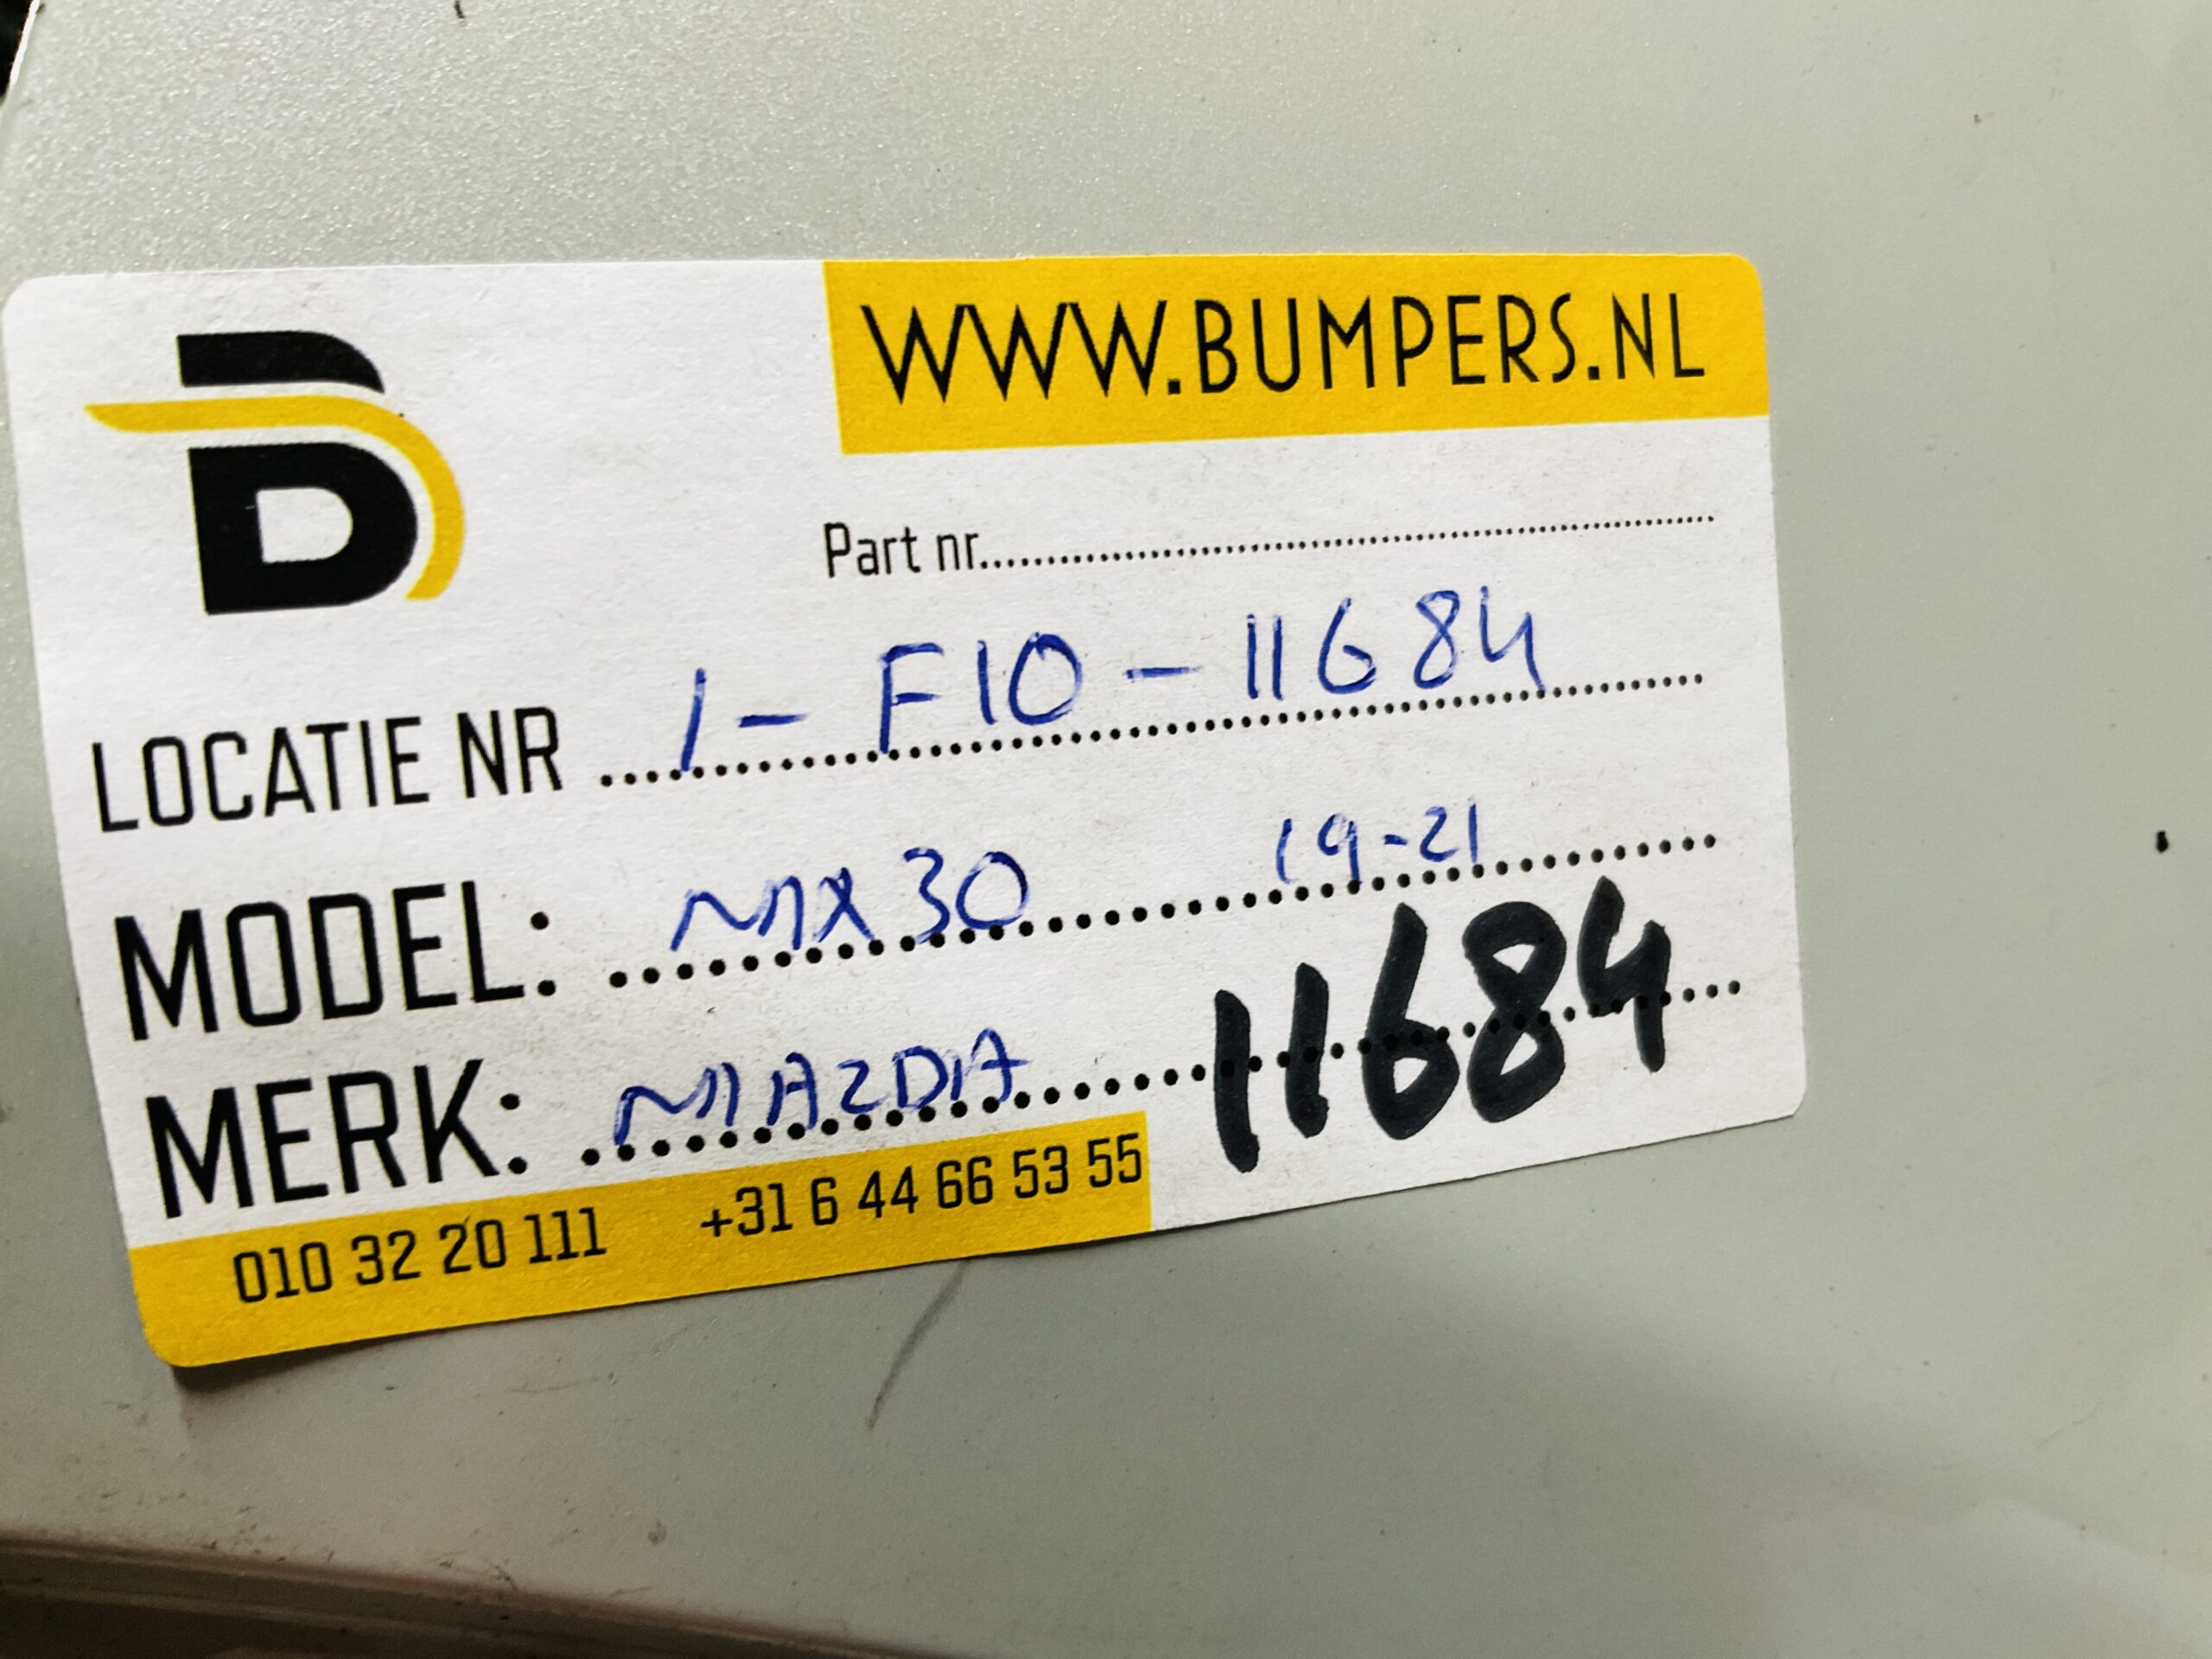 WWW.BUMPERS.NL
Part nr...................
LOCATIE NR 1 - F10 - 11684
MODEL: MX30 19-21
MERK: MAZDA 11684
010 32 20 111 +31 6 44 66 53 55